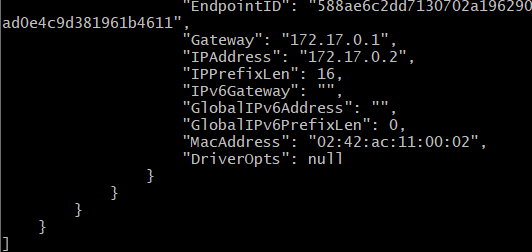 "EndpointID": "588ae6c2dd7130702a196290
ad0e4c9d381961b4611",
"Gateway": "172.17.0.1",
"IPAddress": "172.17.0.2",
"IPPrefixLen": 16,
"IPv6Gateway": "",
"GlobalIPv6Address": "",
"GlobalIPv6PrefixLen": 0,
"MacAddress": "02:42:ac:11:00:02",
"DriverOpts": null
}
}
}
}
]